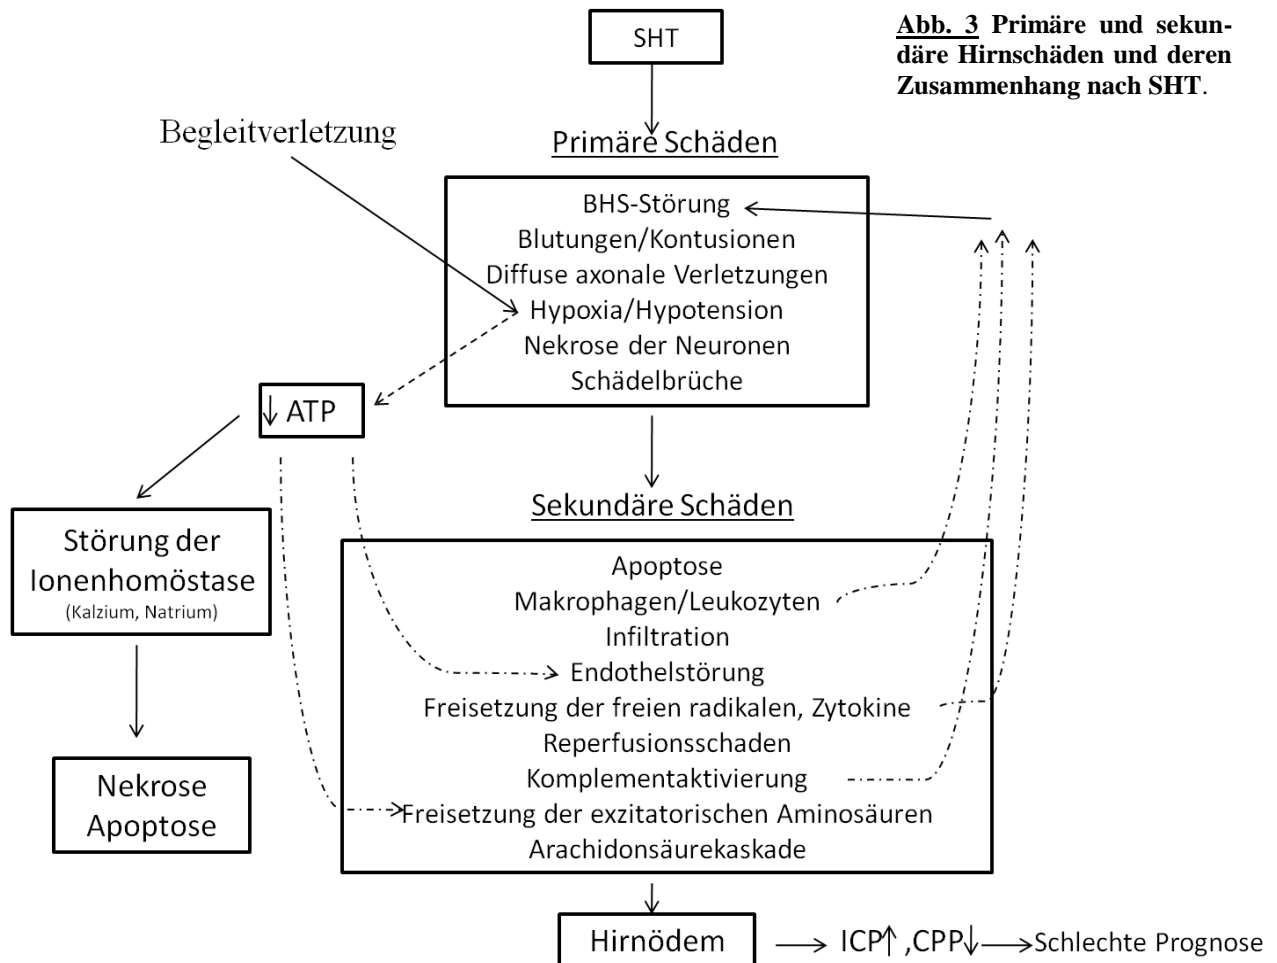 SHT
Abb. 3 Primäre und sekun-
däre Hirnschäden und deren
Zusammenhang nach SHT.
Begleitverletzung
Primäre Schäden
BHS-Störung
Blutungen/Kontusionen
Diffuse axonale Verletzungen
Hypoxia/Hypotension
Nekrose der Neuronen
Schädelbrüche
↓ ATP
Sekundäre Schäden
Störung der
Ionenhomöstase
(Kalzium, Natrium)
Apoptose
Makrophagen/Leukozyten
Infiltration
Endothelstörung
Freisetzung der freien radikalen, Zytokine
Reperfusionsschaden
Komplementaktivierung
Freisetzung der exzitatorischen Aminosäuren
Arachidonsäurekaskade
Nekrose
Apoptose
Hirnödem → ICP↑ ,CPP↓ → Schlechte Prognose